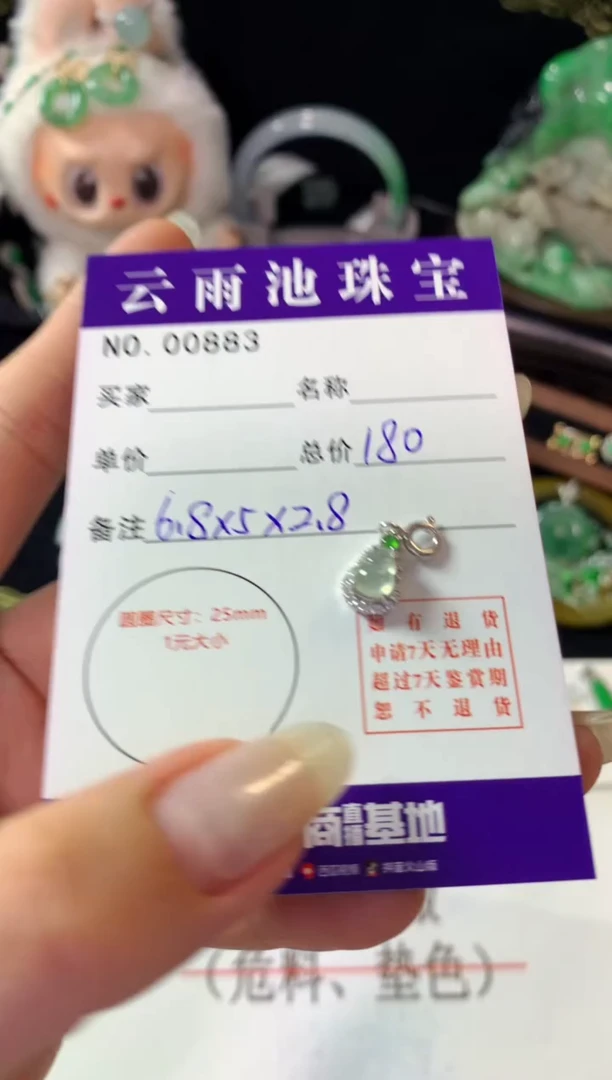 云雨池珠宝
NO. 00883
买家 名称
单价 总价 180
备注 6.8x5x2.8
圆圈尺寸：25mm
1元大小
有退货
申请7天无理由
超过7天鉴赏期
恕不退货
商直播基地
（危料、垫色）